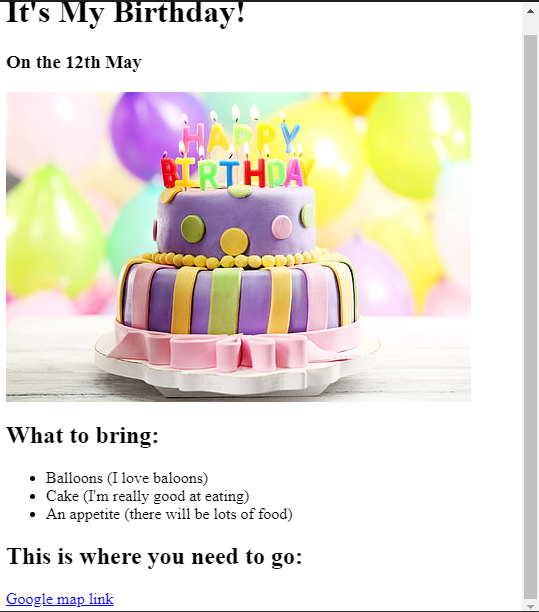 It's My Birthday!
On the 12th May
HAPPY
BIRTHDAY
What to bring:
Balloons (I love baloons)
Cake (I'm really good at eating)
An appetite (there will be lots of food)
This is where you need to go:
Google map link